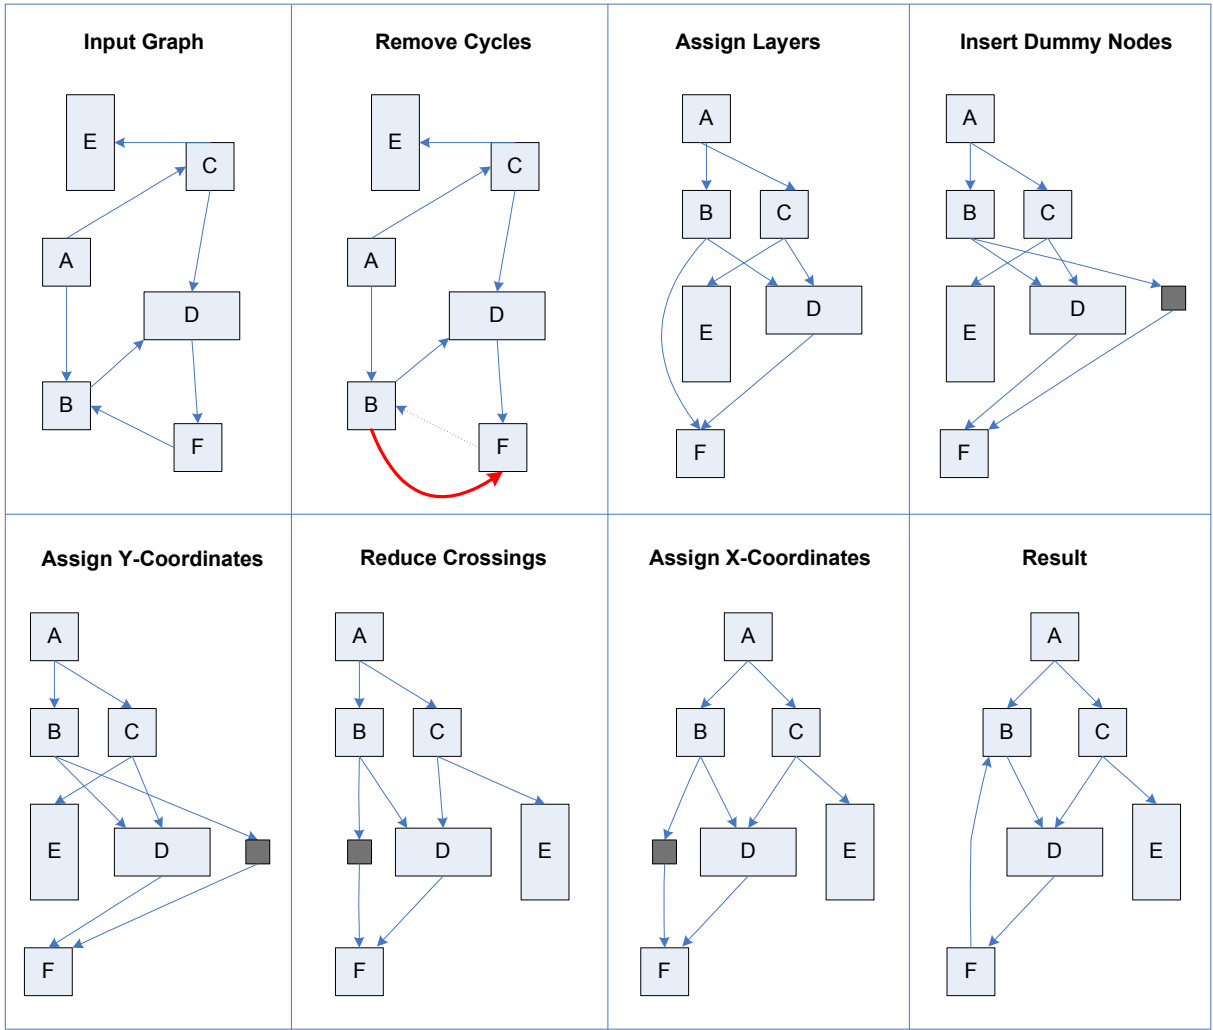 Input Graph
E
C
A
D
B
F
Remove Cycles
E
C
A
D
B
F
Assign Layers
A
B
C
D
E
F
Insert Dummy Nodes
A
B
C
D
E
F
Assign Y-Coordinates
A
B
C
E
D
F
Reduce Crossings
A
B
C
D
E
F
Assign X-Coordinates
A
B
C
D
E
F
Result
A
B
C
D
E
F